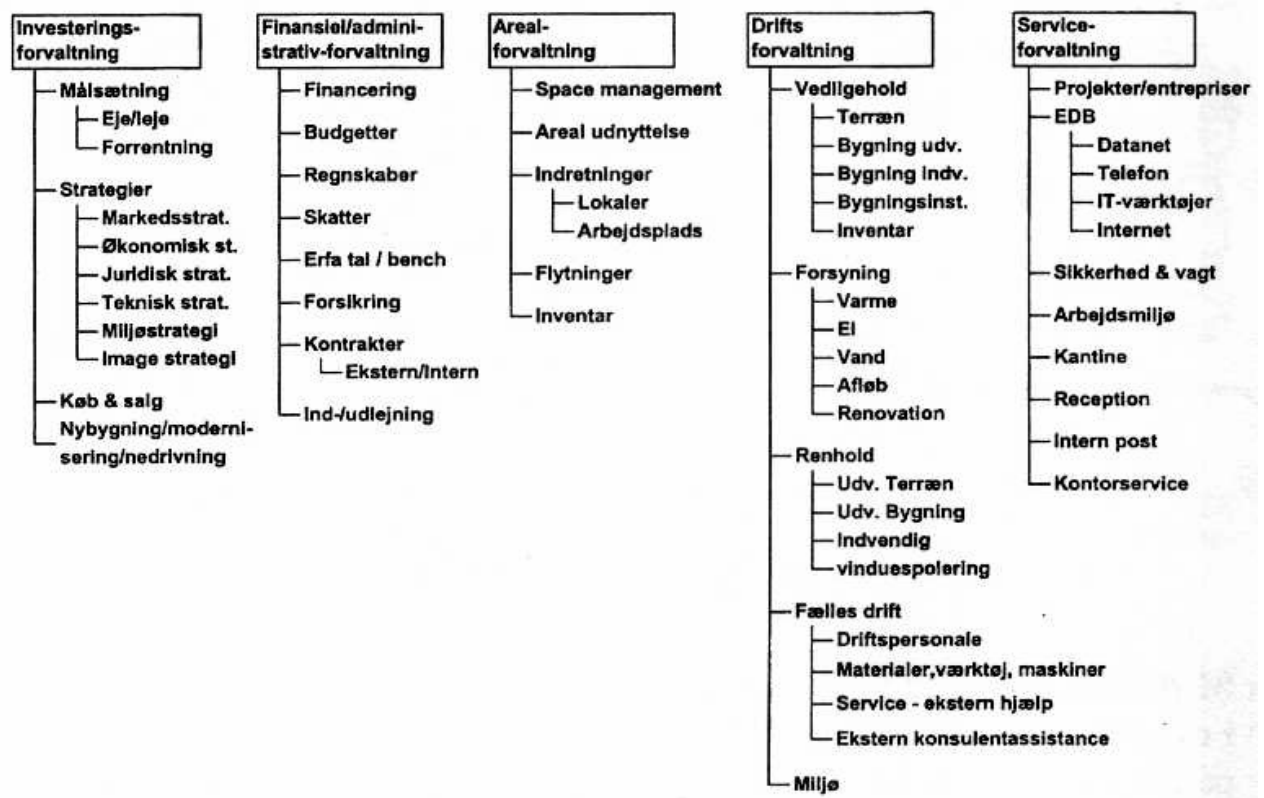 Investerings-
forvaltning
Målsætning
Eje/leje
Forrentning
Strategier
Markedsstrat.
Økonomisk st.
Juridisk strat.
Teknisk strat.
Miljøstrategi
Image strategi
Køb & salg
Nybygning/moderni-
sering/nedrivning
Finansiel/admini-
strativ-forvaltning
Financering
Budgetter
Regnskaber
Skatter
Erfa tal / bench
Forsikring
Kontrakter
Ekstern/Intern
Ind-/udlejning
Areal-
forvaltning
Space management
Areal udnyttelse
Indretninger
Lokaler
Arbejdsplads
Flytninger
Inventar
Drifts
forvaltning
Vedligehold
Terræn
Bygning udv.
Bygning indv.
Bygningsinst.
Inventar
Forsyning
Varme
El
Vand
Afløb
Renovation
Renhold
Udv. Terræn
Udv. Bygning
Indvendig
vinduespolering
Fælles drift
Driftspersonale
Materialer,værktøj, maskiner
Service - ekstern hjælp
Ekstern konsulentassistance
Miljø
Service-
forvaltning
Projekter/entrepriser
EDB
Datanet
Telefon
IT-værktøjer
Internet
Sikkerhed & vagt
Arbejdsmiljø
Kantine
Reception
Intern post
Kontorservice